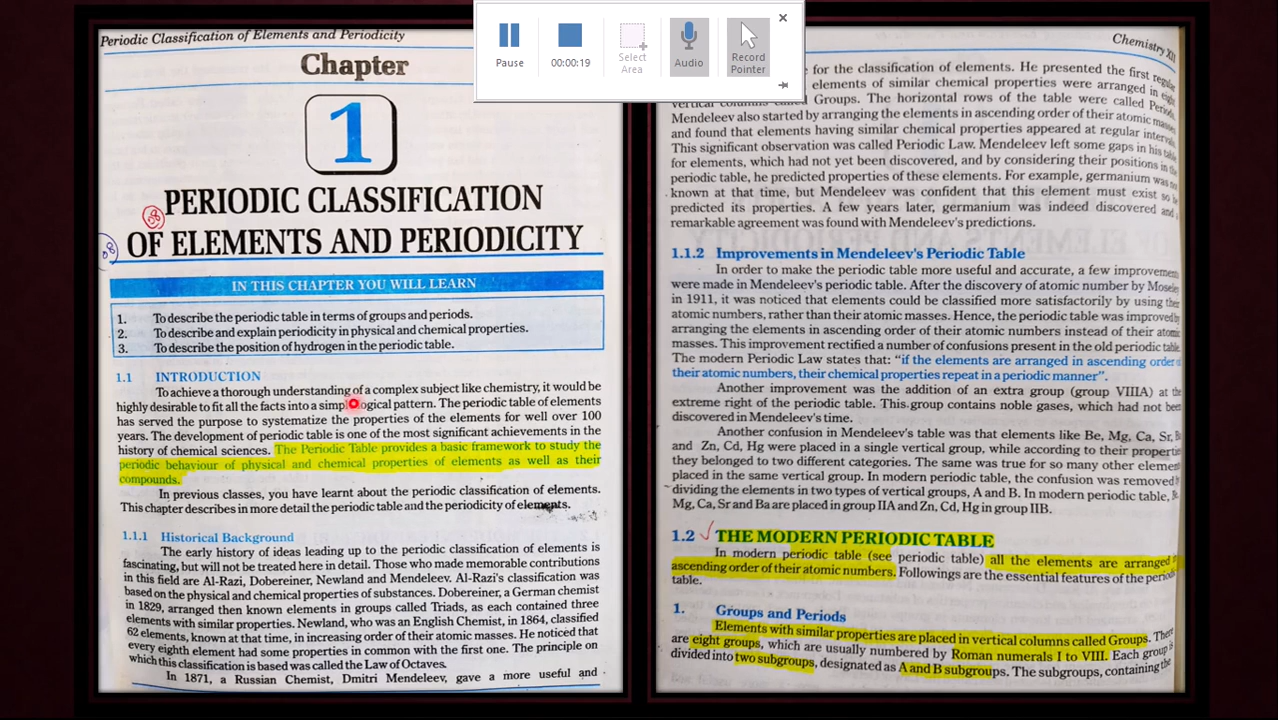 Periodic Classification of Elements and Periodicity
Chapter
1
PERIODIC CLASSIFICATION
OF ELEMENTS AND PERIODICITY
IN THIS CHAPTER YOU WILL LEARN
1. To describe the periodic table in terms of groups and periods.
2. To describe and explain periodicity in physical and chemical properties.
3. To describe the position of hydrogen in the periodic table.
1.1 INTRODUCTION
To achieve a thorough understanding of a complex subject like chemistry, it would be
highly desirable to fit all the facts into a simple logical pattern. The periodic table of elements
has served the purpose to systematize the properties of the elements for well over 100
years. The development of periodic table is one of the most significant achievements in the
history of chemical sciences. The Periodic Table provides a basic framework to study the
periodic behaviour of physical and chemical properties of elements as well as their
compounds.
In previous classes, you have learnt about the periodic classification of elements.
This chapter describes in more detail the periodic table and the periodicity of elements.
1.1.1 Historical Background
The early history of ideas leading up to the periodic classification of elements is
fascinating, but will not be treated here in detail. Those who made memorable contributions
in this field are Al-Razi, Dobereiner, Newland and Mendeleev. Al-Razi's classification was
based on the physical and chemical properties of substances. Dobereiner, a German chemist
in 1829, arranged then known elements in groups called Triads, as each contained three
elements with similar properties. Newland, who was an English Chemist, in 1864, classified
62 elements, known at that time, in increasing order of their atomic masses. He noticed that
every eighth element had some properties in common with the first one. The principle on
which this classification is based was called the Law of Octaves.
In 1871, a Russian Chemist, Dmitri Mendeleev, gave a more useful and
Pause
00:00:19
Select
Area
Audio
Record
Pointer
Chemistry XII
for the classification of elements. He presented the first regular
elements of similar chemical properties were arranged in eight
vertical columns called Groups. The horizontal rows of the table were called Periods
Mendeleev also started by arranging the elements in ascending order of their atomic masses
and found that elements having similar chemical properties appeared at regular intervals
This significant observation was called Periodic Law. Mendeleev left some gaps in his table
for elements, which had not yet been discovered, and by considering their positions in the
periodic table, he predicted properties of these elements. For example, germanium was not
known at that time, but Mendeleev was confident that this element must exist so he
predicted its properties. A few years later, germanium was indeed discovered and a
remarkable agreement was found with Mendeleev's predictions.
1.1.2 Improvements in Mendeleev's Periodic Table
In order to make the periodic table more useful and accurate, a few improvements
were made in Mendeleev's periodic table. After the discovery of atomic number by Moseley
in 1911, it was noticed that elements could be classified more satisfactorily by using their
atomic numbers, rather than their atomic masses. Hence, the periodic table was improved by
arranging the elements in ascending order of their atomic numbers instead of their atomic
masses. This improvement rectified a number of confusions present in the old periodic table.
The modern Periodic Law states that: "if the elements are arranged in ascending order of
their atomic numbers, their chemical properties repeat in a periodic manner".
Another improvement was the addition of an extra group (group VIIIA) at the
extreme right of the periodic table. This group contains noble gases, which had not been
discovered in Mendeleev's time.
Another confusion in Mendeleev's table was that elements like Be, Mg, Ca, Sr, Ba
and Zn, Cd, Hg were placed in a single vertical group, while according to their properties
they belonged to two different categories. The same was true for so many other elements
placed in the same vertical group. In modern periodic table, the confusion was removed by
dividing the elements in two types of vertical groups, A and B. In modern periodic table, Be,
Mg, Ca, Sr and Ba are placed in group IIA and Zn, Cd, Hg in group IIB.
1.2 THE MODERN PERIODIC TABLE
In modern periodic table (see periodic table) all the elements are arranged in
ascending order of their atomic numbers. Followings are the essential features of the periodic
table.
1. Groups and Periods
Elements with similar properties are placed in vertical columns called Groups. There
are eight groups, which are usually numbered by Roman numerals I to VIII. Each group is
divided into two subgroups, designated as A and B subgroups. The subgroups, containing the